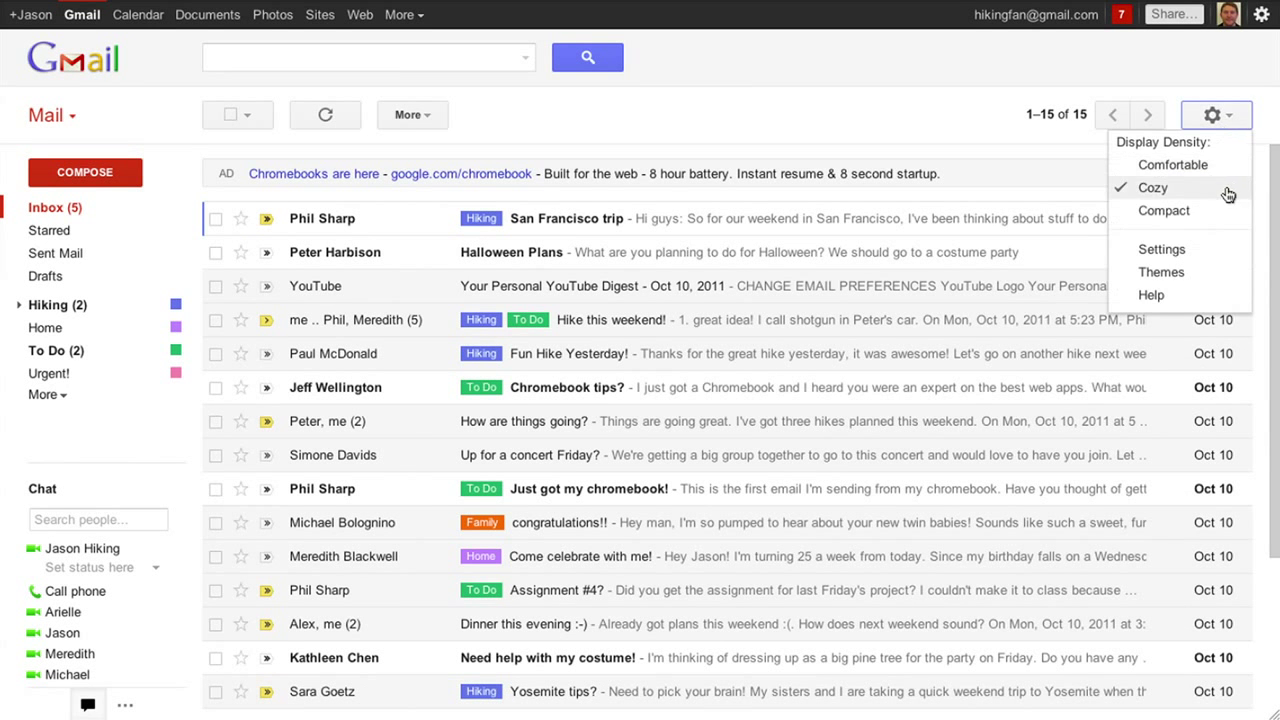 +Jason Gmail Calendar Documents Photos Sites Web More hikingfan@gmail.com 7 Share...
Gmail
Mail More 1–15 of 15
Display Density:
Comfortable
Cozy
Compact
Settings
Themes
Help
COMPOSE
Inbox (5)
Starred
Sent Mail
Drafts
Hiking (2)
Home
To Do (2)
Urgent!
More
Chat
Search people...
Jason Hiking
Set status here
Call phone
Arielle
Jason
Meredith
Michael
AD Chromebooks are here - google.com/chromebook - Built for the web - 8 hour battery. Instant resume & 8 second startup.
Phil Sharp Hiking San Francisco trip - Hi guys: So for our weekend in San Francisco, I've been thinking about stuff to do
Peter Harbison Halloween Plans - What are you planning to do for Halloween? We should go to a costume party
YouTube Your Personal YouTube Digest - Oct 10, 2011 - CHANGE EMAIL PREFERENCES YouTube Logo Your Persona
me .. Phil, Meredith (5) Hiking To Do Hike this weekend! - 1. great idea! I call shotgun in Peter's car. On Mon, Oct 10, 2011 at 5:23 PM, Phi Oct 10
Paul McDonald Hiking Fun Hike Yesterday! - Thanks for the great hike yesterday, it was awesome! Let's go on another hike next wee Oct 10
Jeff Wellington To Do Chromebook tips? - I just got a Chromebook and I heard you were an expert on the best web apps. What wou Oct 10
Peter, me (2) How are things going? - Things are going great. I've got three hikes planned this weekend. On Mon, Oct 10, 2011 at 5 .. Oct 10
Simone Davids Up for a concert Friday? - We're getting a big group together to go to this concert and would love to have you join. Let .. Oct 10
Phil Sharp To Do Just got my chromebook! - This is the first email I'm sending from my chromebook. Have you thought of gett Oct 10
Michael Bolognino Family congratulations!! - Hey man, I'm so pumped to hear about your new twin babies! Sounds like such a sweet, fur Oct 10
Meredith Blackwell Home Come celebrate with me! - Hey Jason! I'm turning 25 a week from today. Since my birthday falls on a Wednesc Oct 10
Phil Sharp To Do Assignment #4? - Did you get the assignment for last Friday's project? I couldn't make it to class because ... Oct 10
Alex, me (2) Dinner this evening :-) - Already got plans this weekend :(. How does next weekend sound? On Mon, Oct 10, 2011 at 3: Oct 10
Kathleen Chen Need help with my costume! - I'm thinking of dressing up as a big pine tree for the party on Friday. Do you have any . Oct 10
Sara Goetz Hiking Yosemite tips? - Need to pick your brain! My sisters and I are taking a quick weekend trip to Yosemite when th Oct 10